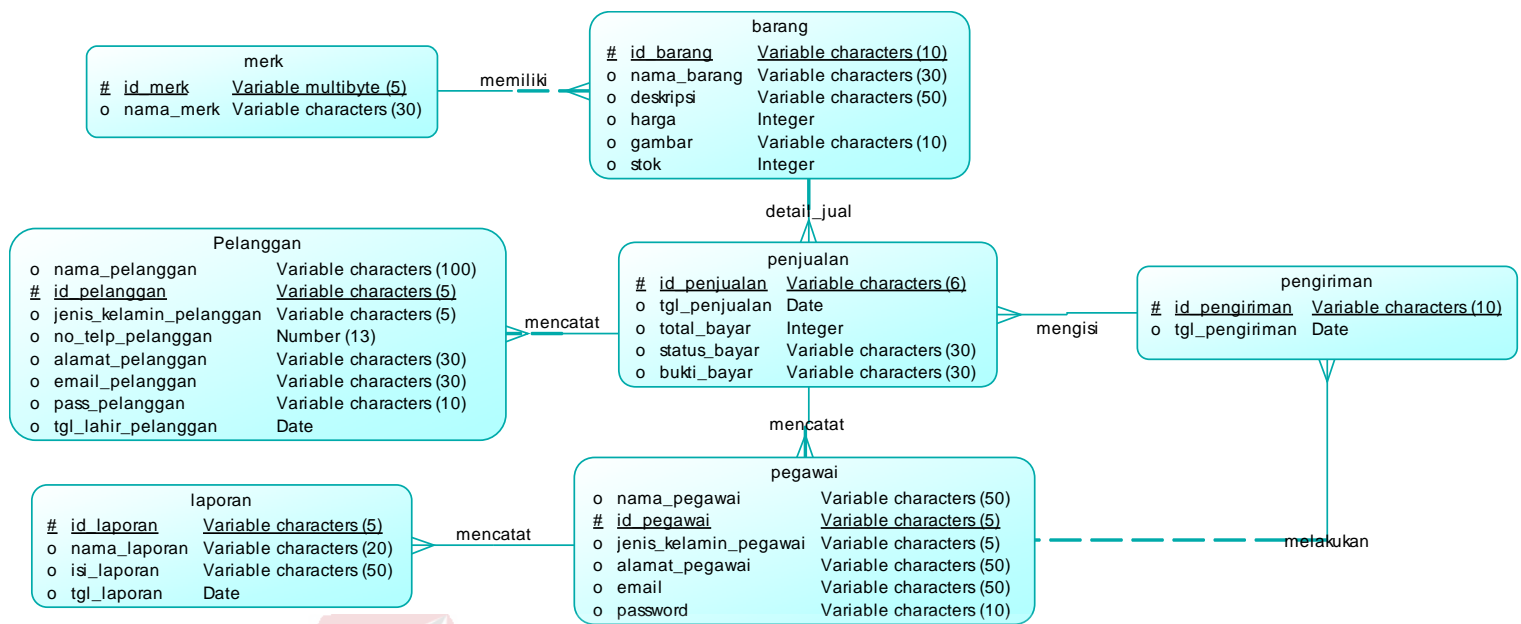 barang
# id_barang Variable characters (10)
o nama_barang Variable characters (30)
o deskripsi Variable characters (50)
o harga Integer
o gambar Variable characters (10)
o stok Integer
merk
# id_merk Variable multibyte (5)
o nama_merk Variable characters (30)
memiliki
detail_jual
Pelanggan
o nama_pelanggan Variable characters (100)
# id_pelanggan Variable characters (5)
o jenis_kelamin_pelanggan Variable characters (5)
o no_telp_pelanggan Number (13)
o alamat_pelanggan Variable characters (30)
o email_pelanggan Variable characters (30)
o pass_pelanggan Variable characters (10)
o tgl_lahir_pelanggan Date
mencatat
penjualan
# id_penjualan Variable characters (6)
o tgl_penjualan Date
o total_bayar Integer
o status_bayar Variable characters (30)
o bukti_bayar Variable characters (30)
mengisi
pengiriman
# id_pengiriman Variable characters (10)
o tgl_pengiriman Date
mencatat
laporan
# id_laporan Variable characters (5)
o nama_laporan Variable characters (20)
o isi_laporan Variable characters (50)
o tgl_laporan Date
mencatat
pegawai
o nama_pegawai Variable characters (50)
# id_pegawai Variable characters (5)
o jenis_kelamin_pegawai Variable characters (5)
o alamat_pegawai Variable characters (50)
o email Variable characters (50)
o password Variable characters (10)
melakukan